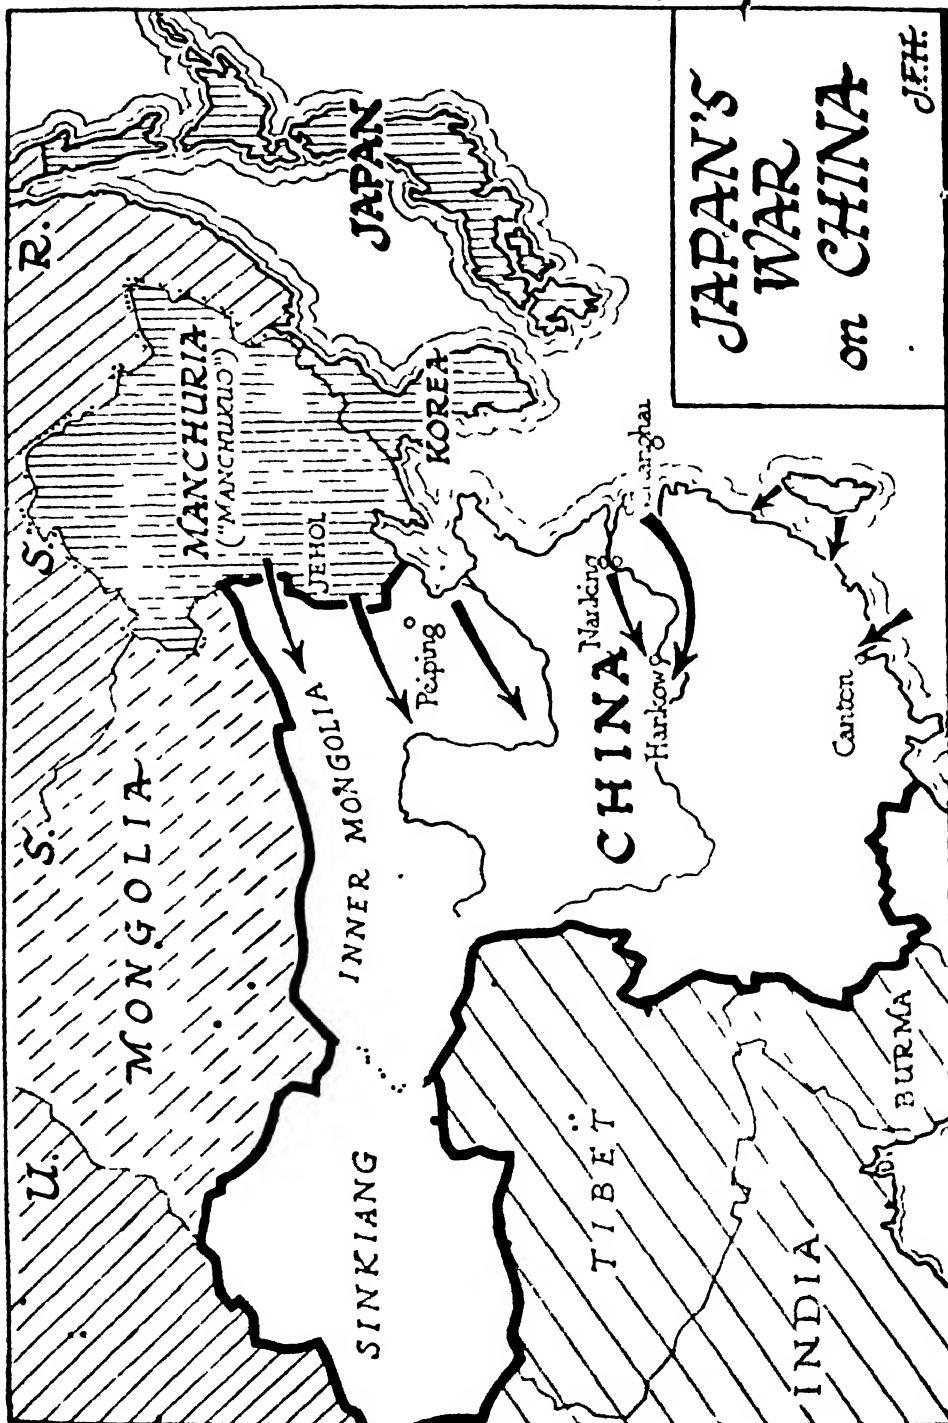 U. S. S. R.
MONGOLIA
MANCHURIA
("MANCHUKUO")
JEHOL
JAPAN
KOREA
INNER MONGOLIA
SINKIANG
Peiping
CHINA
Nanking
Shanghai
Hankow
TIBET
Canton
INDIA
BURMA
JAPAN'S
WAR
on CHINA
J.F.H.